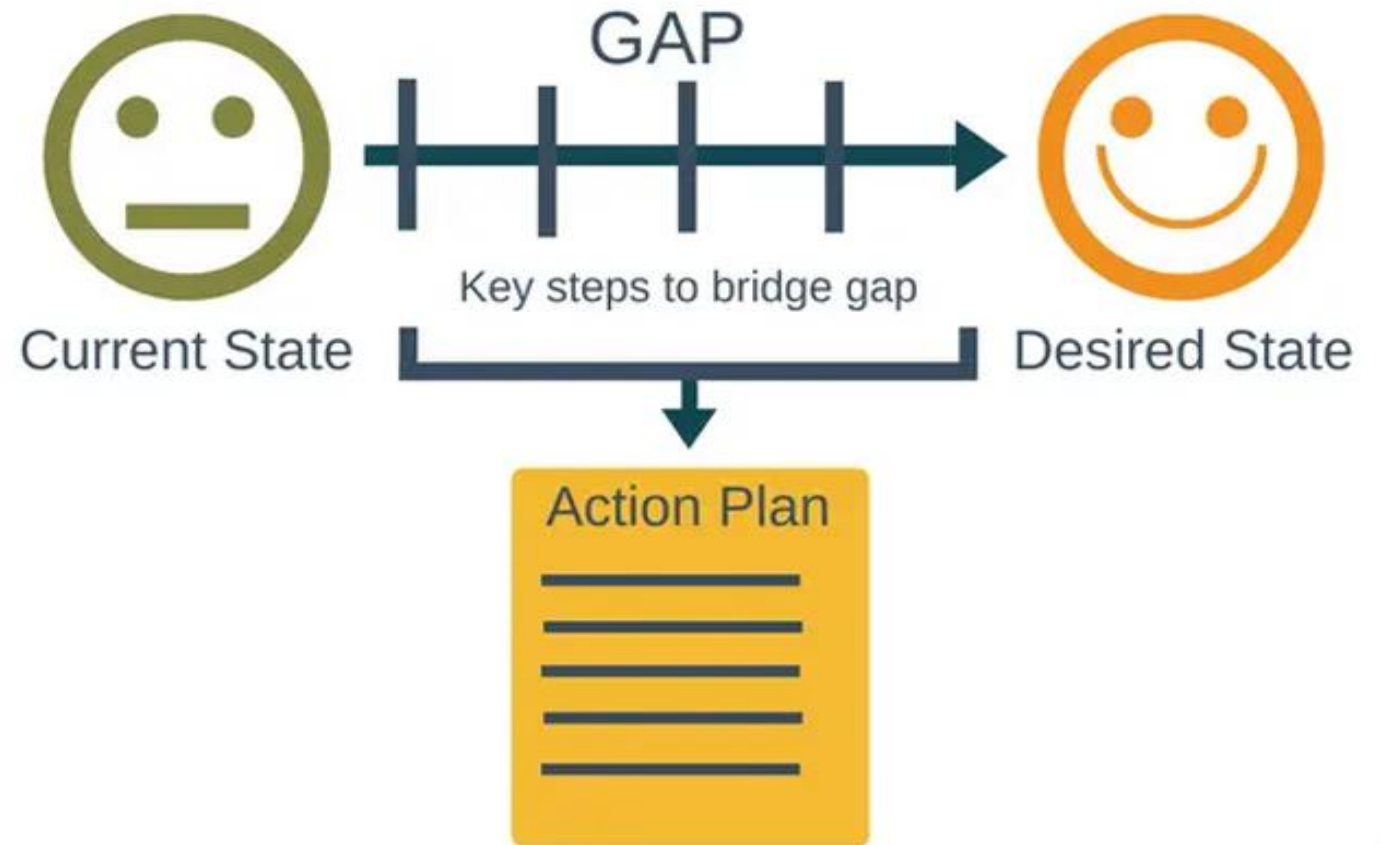 GAP
Key steps to bridge gap
Current State
Desired State
Action Plan